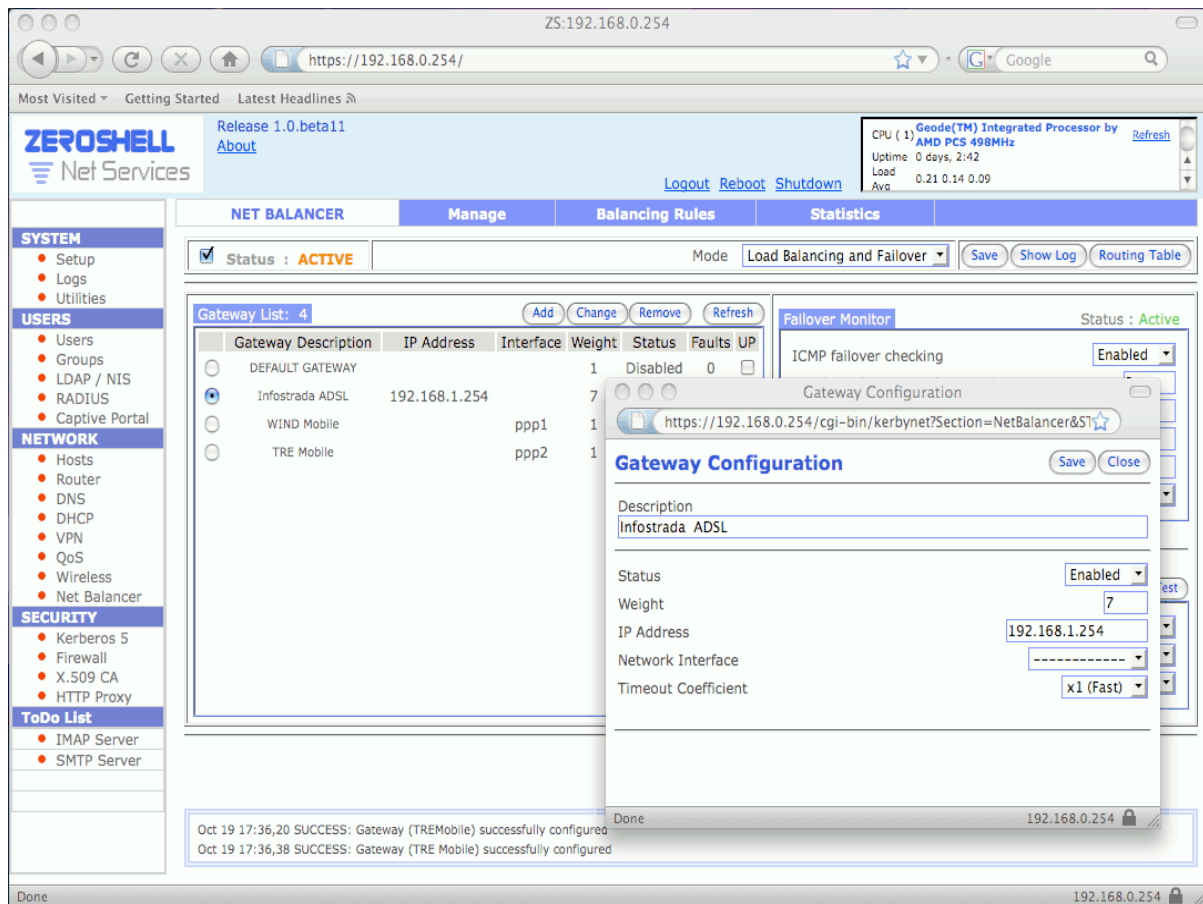 ZS:192.168.0.254
https://192.168.0.254/
Google
Most Visited
Getting Started
Latest Headlines
ZEROSHELL
Net Services
Release 1.0.beta11
About
Logout Reboot Shutdown
CPU ( 1) Geode(TM) Integrated Processor by AMD PCS 498MHz
Refresh
Uptime 0 days, 2:42
Load Avg 0.21 0.14 0.09
NET BALANCER Manage Balancing Rules Statistics
SYSTEM
Setup
Logs
Utilities
USERS
Users
Groups
LDAP / NIS
RADIUS
Captive Portal
NETWORK
Hosts
Router
DNS
DHCP
VPN
QoS
Wireless
Net Balancer
SECURITY
Kerberos 5
Firewall
X.509 CA
HTTP Proxy
ToDo List
IMAP Server
SMTP Server
Status : ACTIVE
Mode Load Balancing and Failover Save Show Log Routing Table
Gateway List: 4 Add Change Remove Refresh
Gateway Description IP Address Interface Weight Status Faults UP
DEFAULT GATEWAY 1 Disabled 0
Infostrada ADSL 192.168.1.254 7
WIND Mobile ppp1 1
TRE Mobile ppp2 1
Failover Monitor Status : Active
ICMP failover checking Enabled
Gateway Configuration
https://192.168.0.254/cgi-bin/kerbynet?Section=NetBalancer&ST
Gateway Configuration Save Close
Description
Infostrada ADSL
Status Enabled
Weight 7
IP Address 192.168.1.254
Network Interface ------------
Timeout Coefficient x1 (Fast)
Done 192.168.0.254
Oct 19 17:36,20 SUCCESS: Gateway (TREMobile) successfully configured
Oct 19 17:36,38 SUCCESS: Gateway (TRE Mobile) successfully configured
Done 192.168.0.254